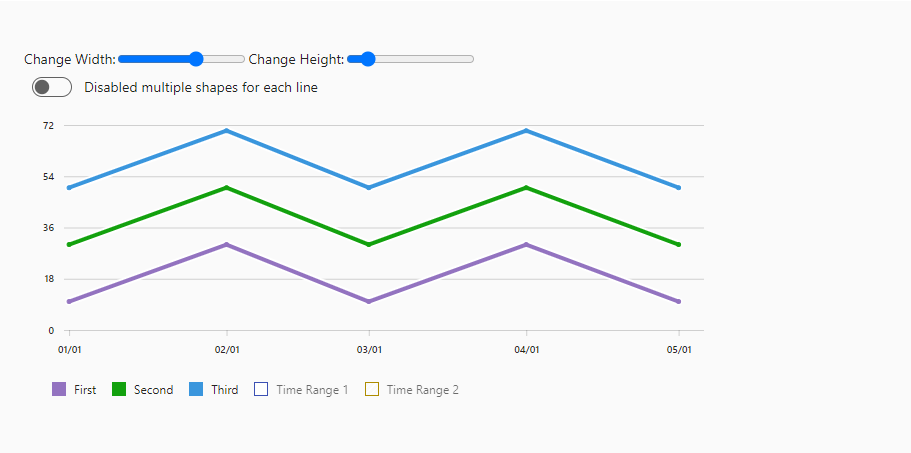 Change Width: Change Height:
Disabled multiple shapes for each line
72
54
36
18
0
01/01 02/01 03/01 04/01 05/01
First Second Third Time Range 1 Time Range 2